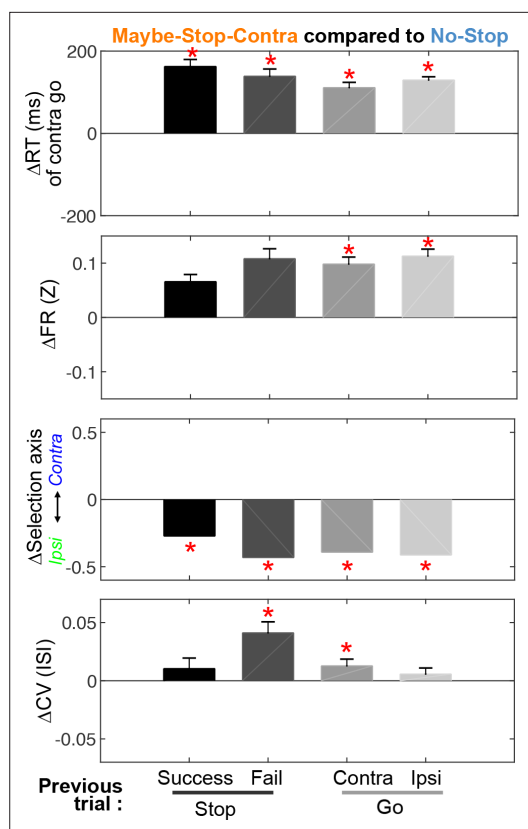 Maybe-Stop-Contra compared to No-Stop
ΔRT (ms)
of contra go
200
0
-200
*
*
*
*
ΔFR (Z)
0.1
0
-0.1
*
*
ΔSelection axis
Ipsi ↔ Contra
0.5
0
-0.5
*
*
*
*
ΔCV (ISI)
0.05
0
-0.05
*
*
Previous
trial :
Success Fail Contra Ipsi
Stop Go